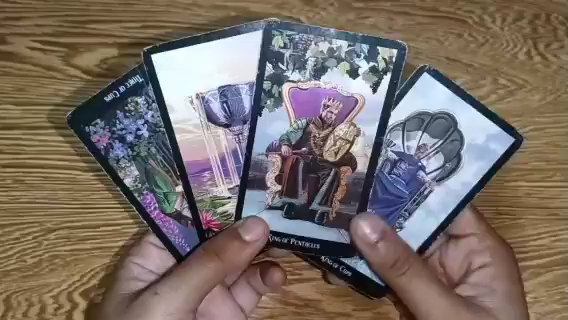 Three of Cups
King of Pentacles
King of Cups